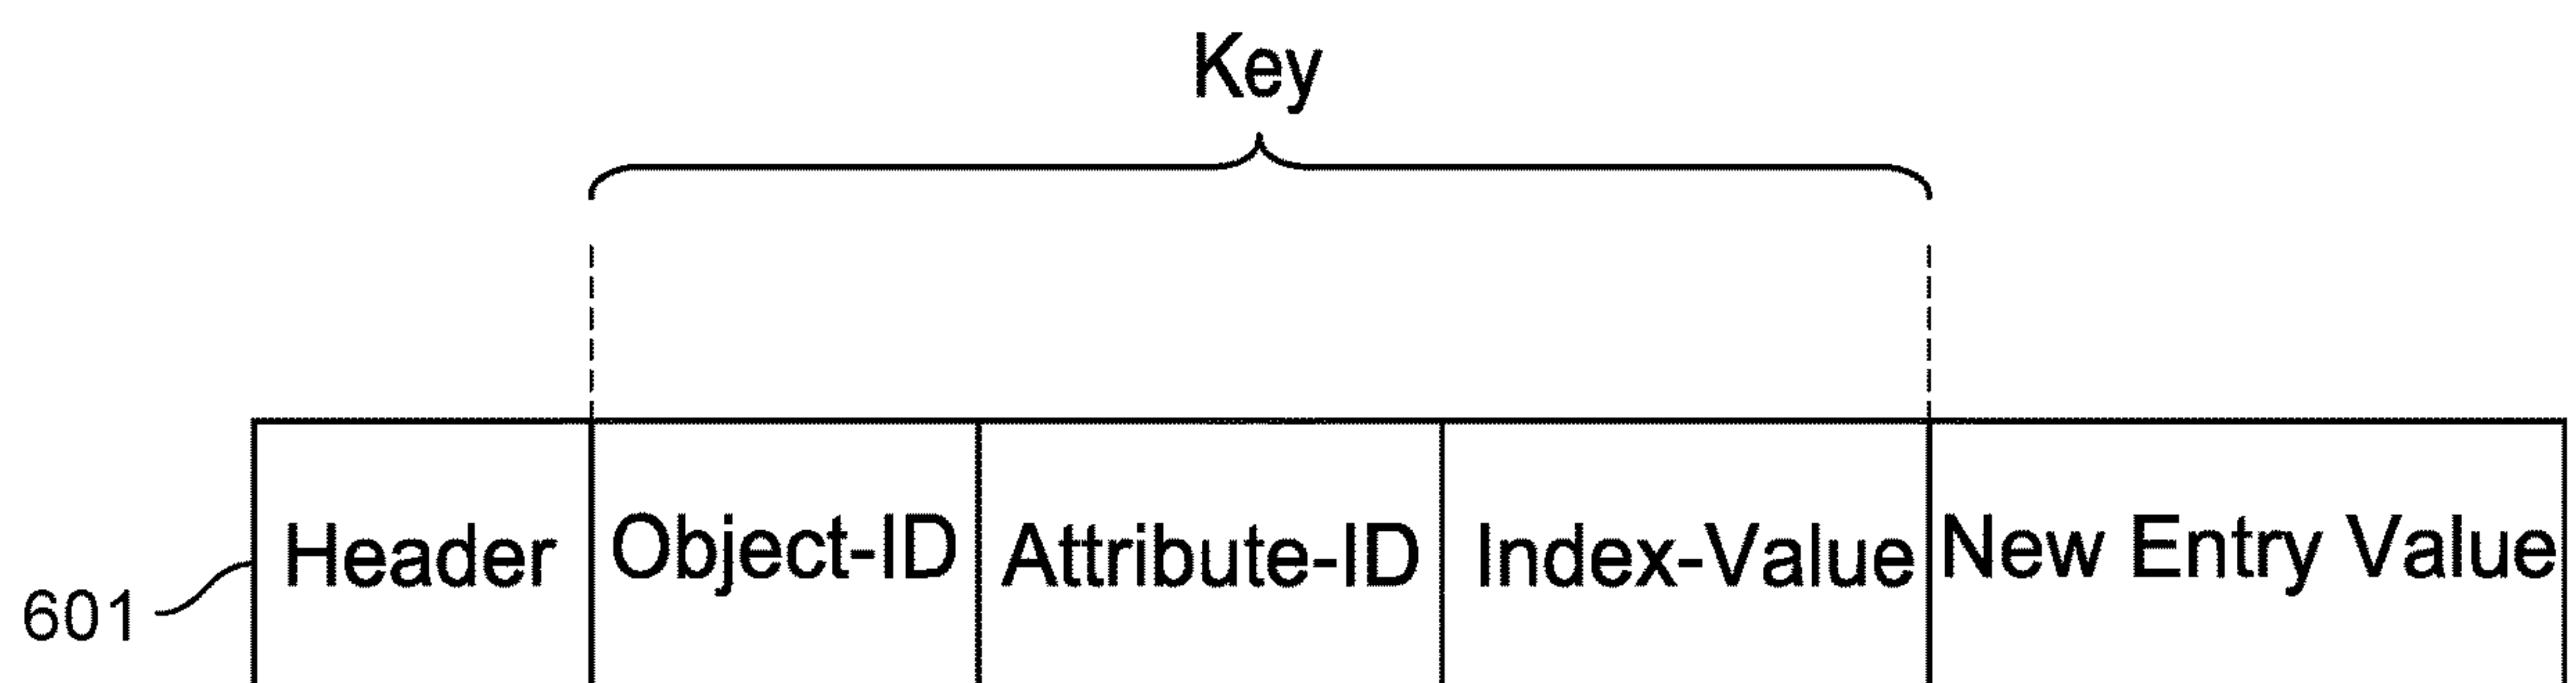 Key
Header Object-ID Attribute-ID Index-Value New Entry Value
601